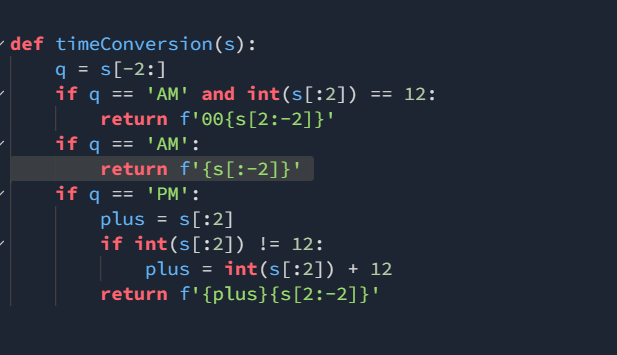 def timeConversion(s):
    q = s[-2:]
    if q == 'AM' and int(s[:2]) == 12:
        return f'00{s[2:-2]}'
    if q == 'AM':
        return f'{s[:-2]}'
    if q == 'PM':
        plus = s[:2]
        if int(s[:2]) != 12:
            plus = int(s[:2]) + 12
        return f'{plus}{s[2:-2]}'